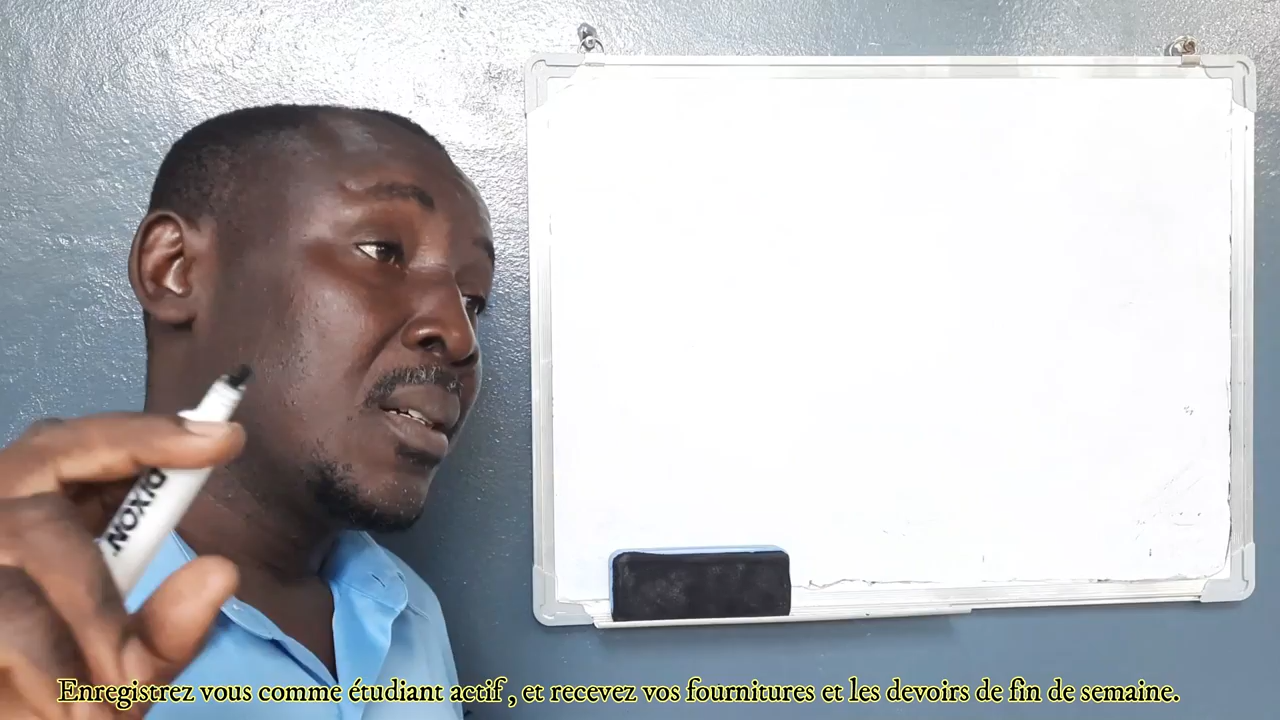 DIXON
Enregistrez vous comme étudiant actif , et recevez vos fournitures et les devoirs de fin de semaine.